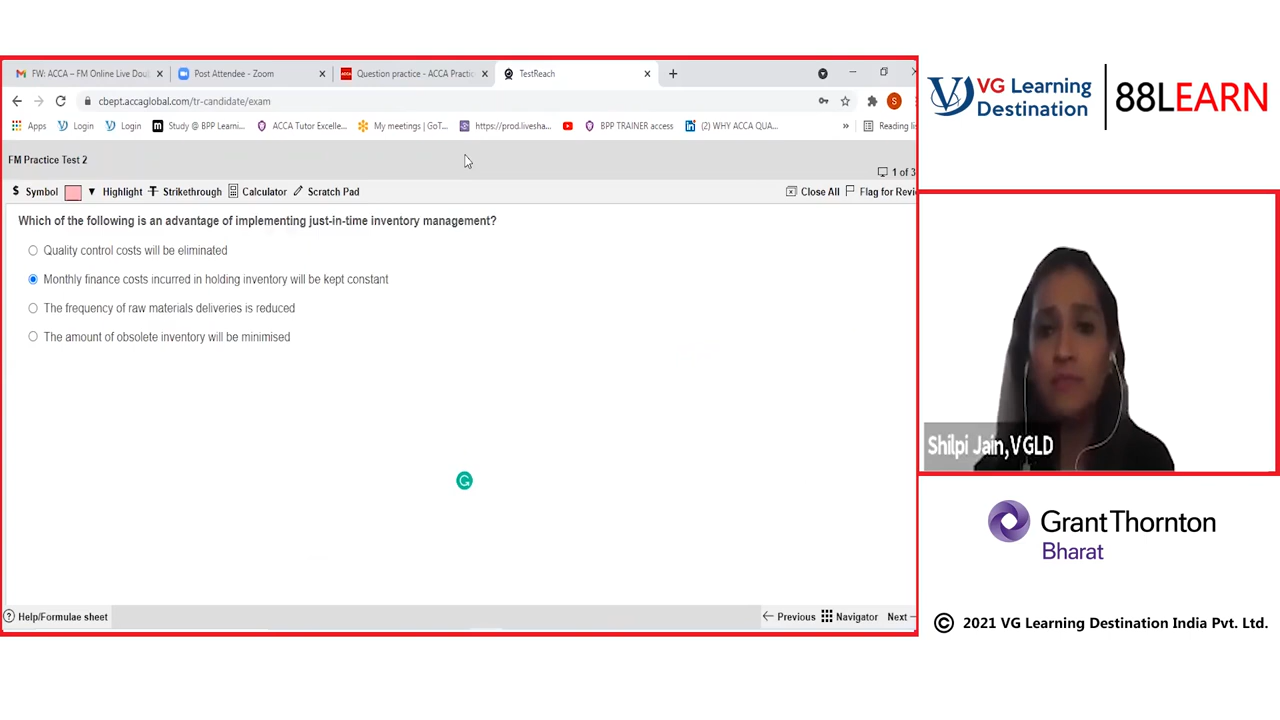 FW: ACCA – FM Online Live Dou
Post Attendee - Zoom
Question practice - ACCA Practic
TestReach
cbept.accaglobal.com/tr-candidate/exam
Apps
Login
Login
Study @ BPP Learni...
ACCA Tutor Excelle...
My meetings | GoT...
https://prod.livesha...
BPP TRAINER access
(2) WHY ACCA QUA...
»
Reading lis
FM Practice Test 2
1 of 3
$ Symbol
Highlight
Strikethrough
Calculator
Scratch Pad
Close All
Flag for Revie
Which of the following is an advantage of implementing just-in-time inventory management?
Quality control costs will be eliminated
Monthly finance costs incurred in holding inventory will be kept constant
The frequency of raw materials deliveries is reduced
The amount of obsolete inventory will be minimised
Help/Formulae sheet
Previous
Navigator
Next
VG Learning
Destination
88LEARN
Shilpi Jain,VGLD
Grant Thornton
Bharat
© 2021 VG Learning Destination India Pvt. Ltd.